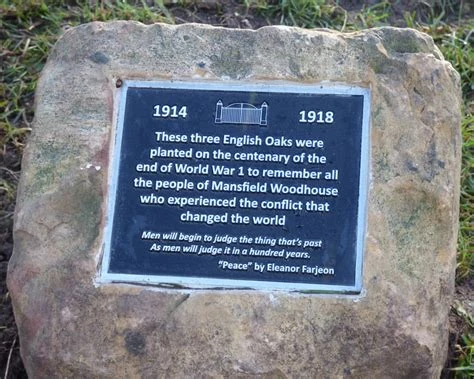 1914 1918
These three English Oaks were
planted on the centenary of the
end of World War 1 to remember all
the people of Mansfield Woodhouse
who experienced the conflict that
changed the world
Men will begin to judge the thing that's past
As men will judge it in a hundred years.
"Peace" by Eleanor Farjeon